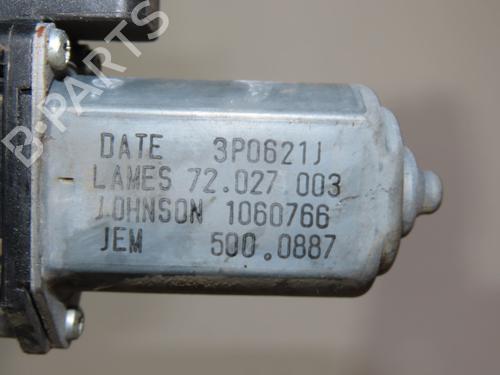 DATE 3P0621J
LAMES 72.027 003
JOHNSON 1060766
JEM 500.0887
B-PARTS